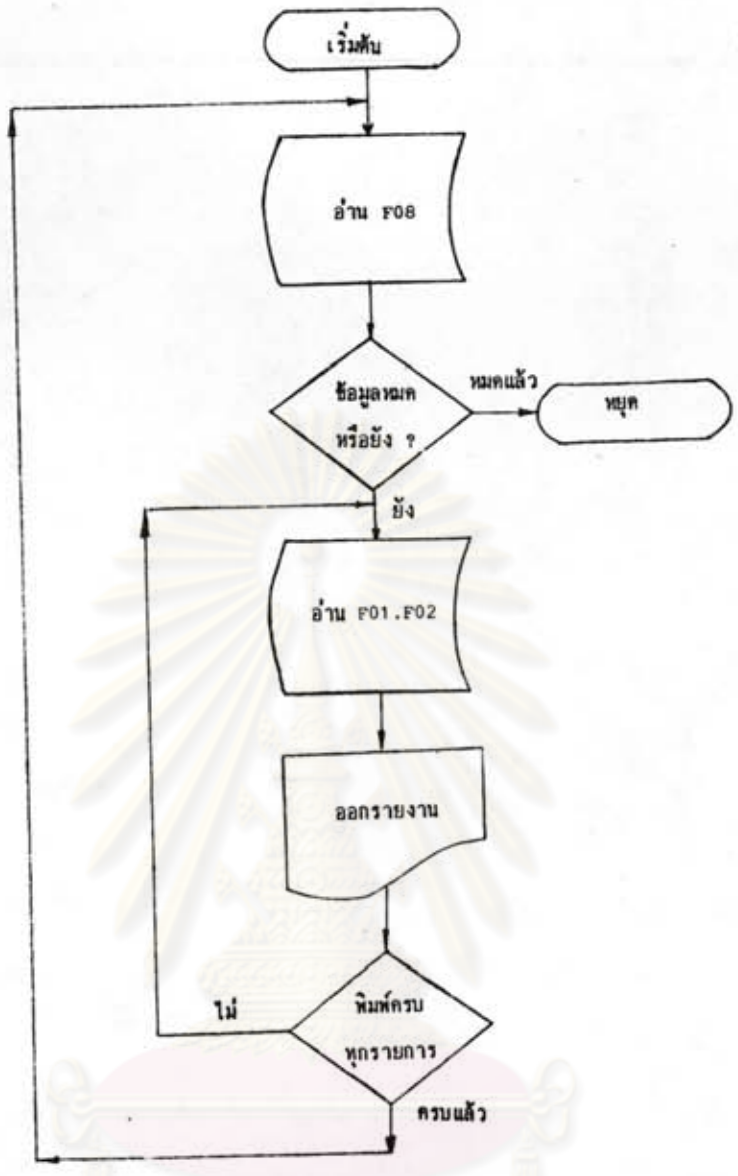 เริ่มต้น
อ่าน F08
ข้อมูลหมด
หรือยัง ?
หมดแล้ว
หยุด
ยัง
อ่าน F01.F02
ออกรายงาน
พิมพ์ครบ
ทุกรายการ
ไม่
ครบแล้ว